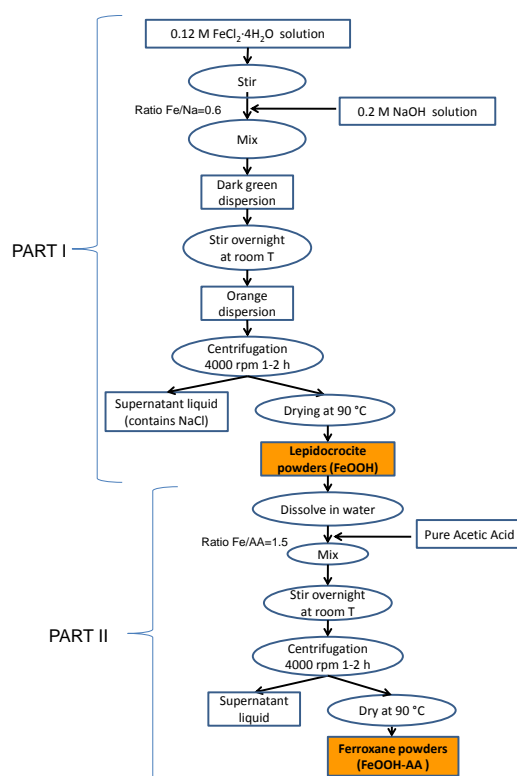 0.12 M FeCl₂·4H₂O solution
Stir
Ratio Fe/Na=0.6
0.2 M NaOH solution
Mix
Dark green
dispersion
PART I
Stir overnight
at room T
Orange
dispersion
Centrifugation
4000 rpm 1-2 h
Supernatant liquid
(contains NaCl)
Drying at 90 °C
Lepidocrocite
powders (FeOOH)
Dissolve in water
Ratio Fe/AA=1.5
Pure Acetic Acid
Mix
Stir overnight
at room T
PART II
Centrifugation
4000 rpm 1-2 h
Supernatant
liquid
Dry at 90 °C
Ferroxane powders
(FeOOH-AA )